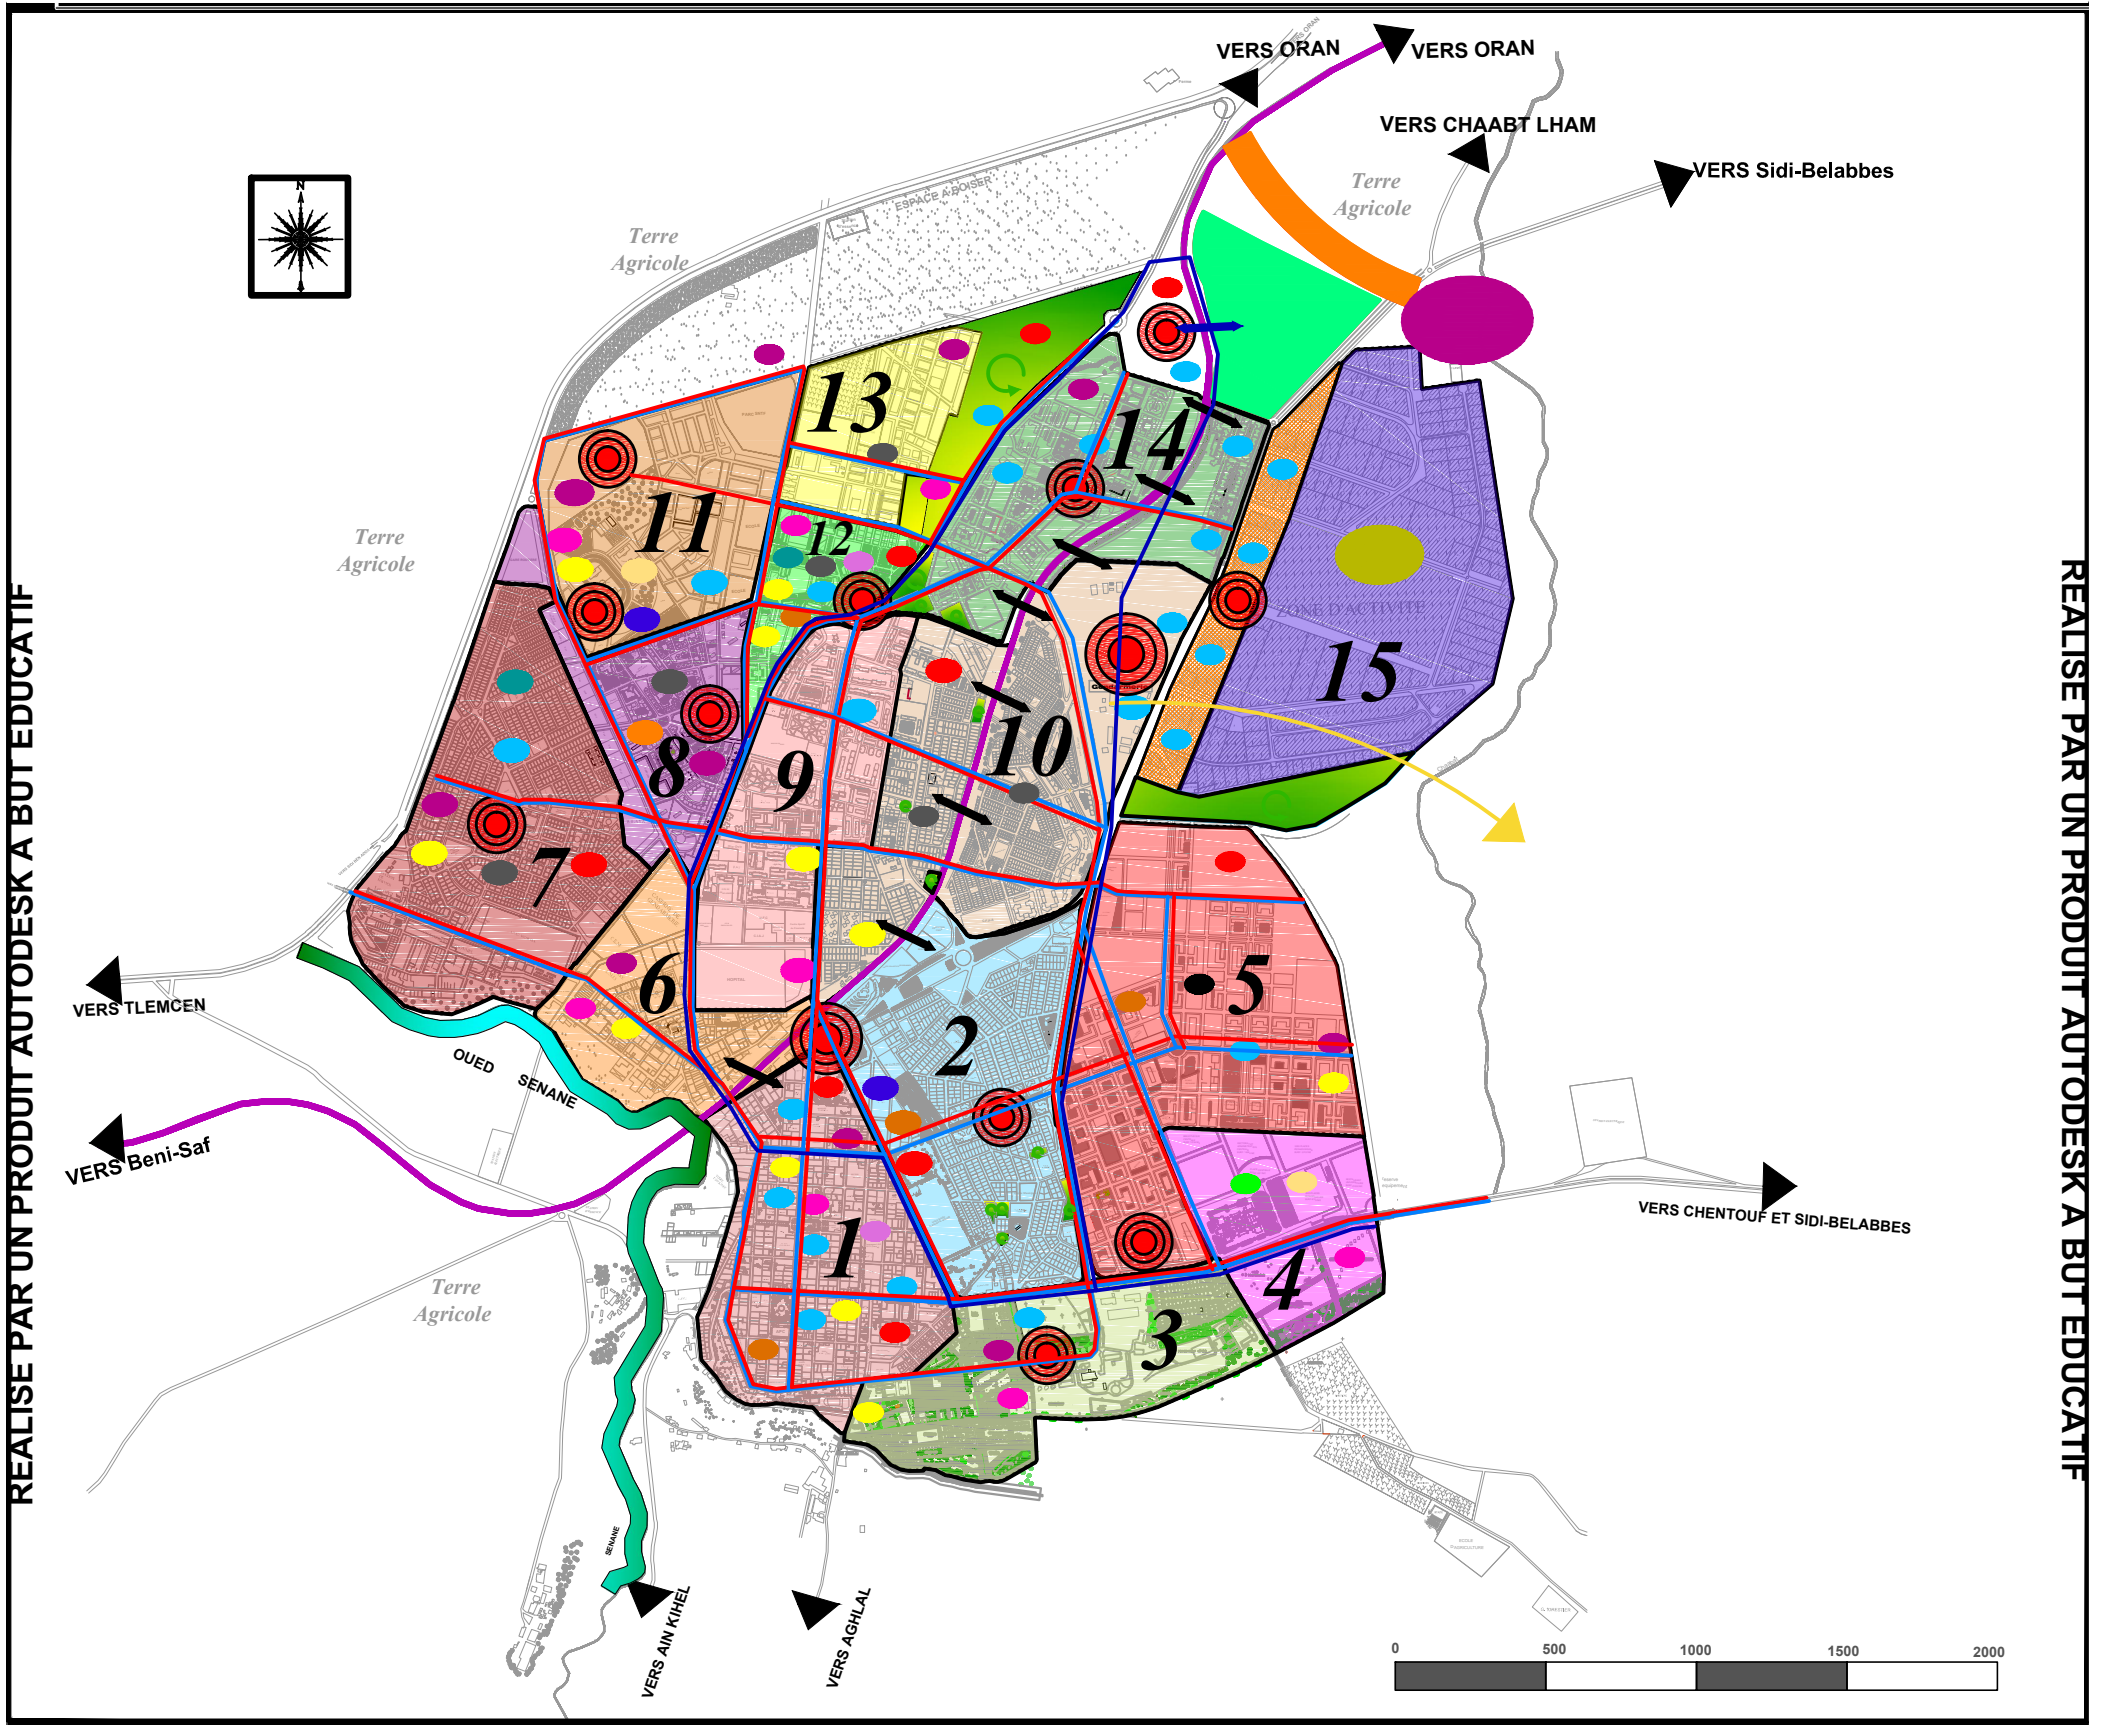 VERS ORAN
VERS ORAN
VERS CHAABT LHAM
VERS Sidi-Belabbes
Terre
Agricole
ESPACE A BOISER
Terre
Agricole
N
13
14
11
12
Terre
Agricole
ZONE D'ACTIVITE
15
8
9
10
7
6
5
2
VERS TLEMCEN
OUED SENANE
VERS Beni-Saf
1
4
3
VERS CHENTOUF ET SIDI-BELABBES
Terre
Agricole
SENANE
VERS AIN KIHEL
VERS AGHLAL
0 500 1000 1500 2000
REALISE PAR UN PRODUIT AUTODESK A BUT EDUCATIF
REALISE PAR UN PRODUIT AUTODESK A BUT EDUCATIF